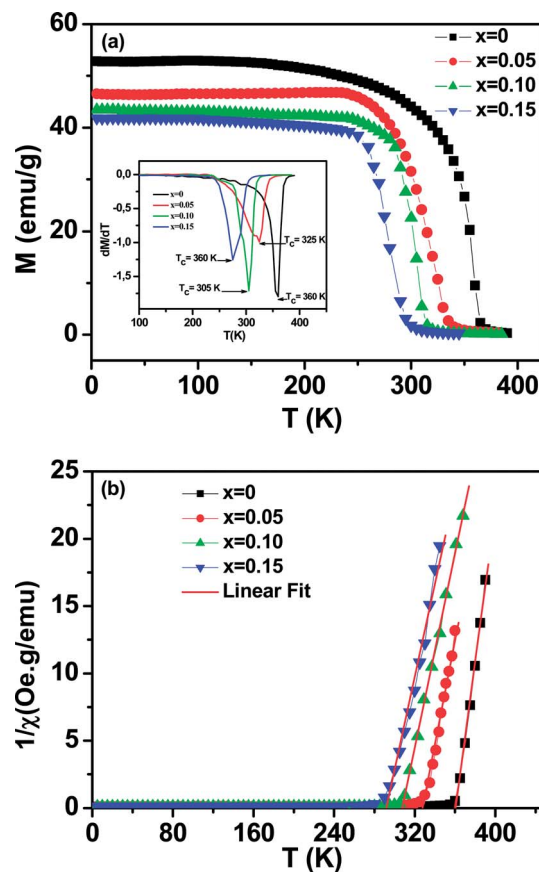 (a)
x=0
x=0.05
x=0.10
x=0.15
60
40
20
0
M (emu/g)
0,0
-0,5
-1,0
-1,5
dM/dT
x=0
x=0.05
x=0.10
x=0.15
T_C= 325 K
T_C= 360 K
T_C= 305 K
T_C= 360 K
100 200 300 400
T(K)
0 100 200 300 400
T (K)
(b)
x=0
x=0.05
x=0.10
x=0.15
Linear Fit
25
20
15
10
5
0
1/χ(Oe.g/emu)
0 80 160 240 320 400
T (K)